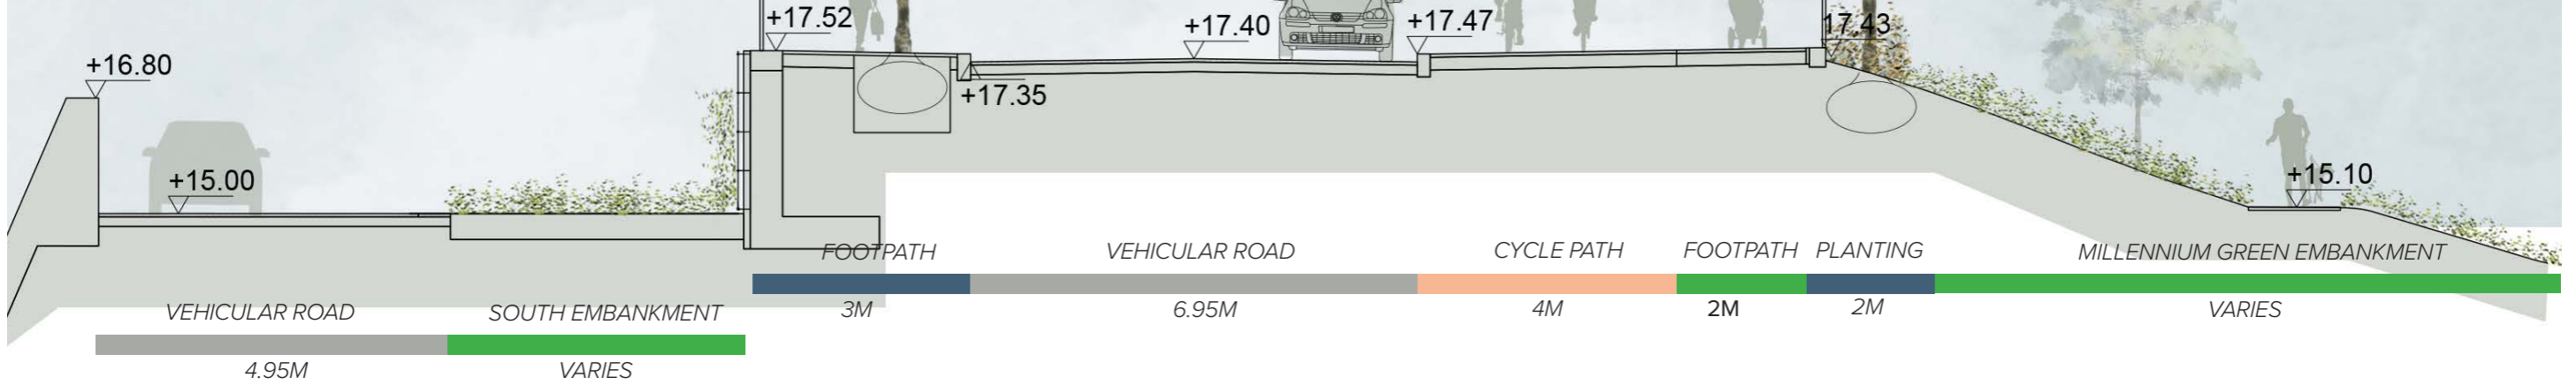 +17.52
+17.40
+17.47
17.43
+16.80
+17.35
+15.00
+15.10
FOOTPATH
VEHICULAR ROAD
CYCLE PATH
FOOTPATH
PLANTING
MILLENNIUM GREEN EMBANKMENT
3M
6.95M
4M
2M
2M
VARIES
VEHICULAR ROAD
SOUTH EMBANKMENT
4.95M
VARIES